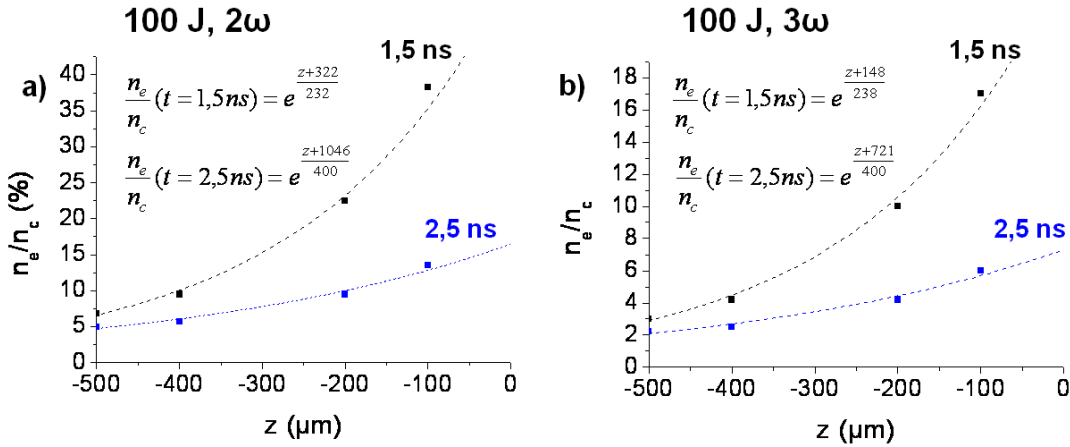 100 J, 2ω
a)
1,5 ns
n_e/n_c (t = 1,5ns) = e^{(z+322)/232}
n_e/n_c (t = 2,5ns) = e^{(z+1046)/400}
2,5 ns
n_e/n_c (%)
40
35
30
25
20
15
10
5
0
-500 -400 -300 -200 -100 0
z (µm)
100 J, 3ω
b)
1,5 ns
n_e/n_c (t = 1,5ns) = e^{(z+148)/238}
n_e/n_c (t = 2,5ns) = e^{(z+721)/400}
2,5 ns
n_e/n_c
18
16
14
12
10
8
6
4
2
0
-500 -400 -300 -200 -100 0
z (µm)